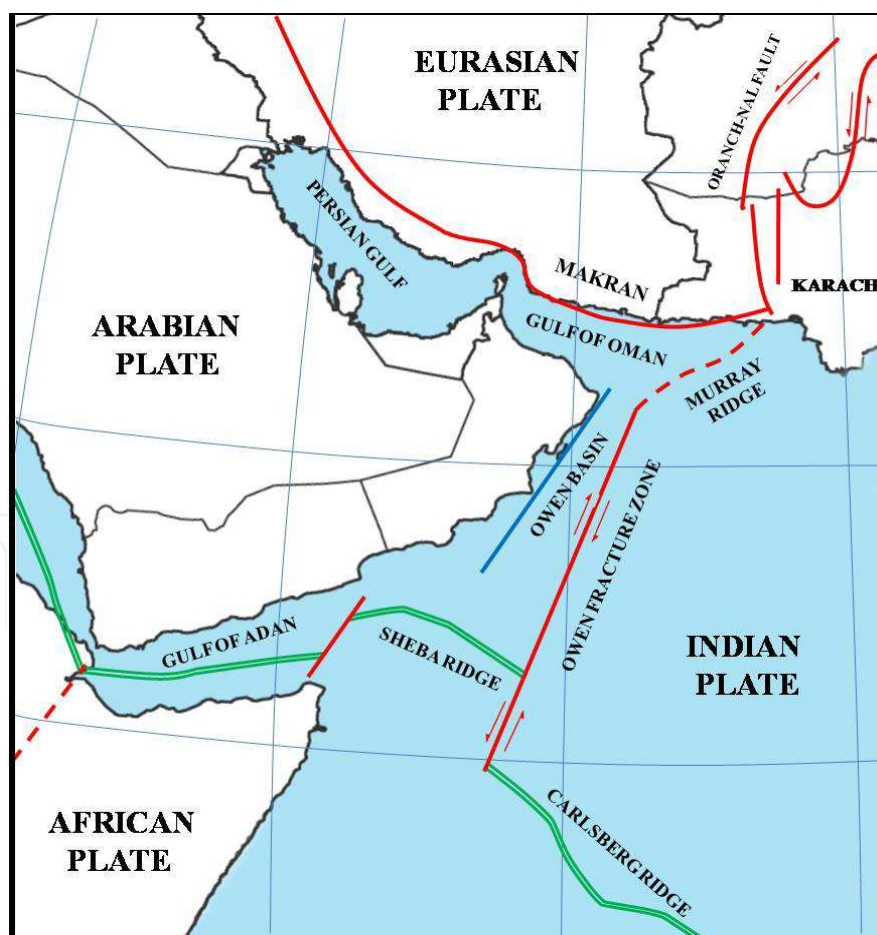 EURASIAN
PLATE
ORANCH-NAL FAULT
PERSIAN GULF
MAKRAN
KARACH
ARABIAN
PLATE
GULF OF OMAN
MURRAY
RIDGE
OWEN BASIN
OWEN FRACTURE ZONE
GULF OF ADAN
SHEBA RIDGE
INDIAN
PLATE
CARLSBERG RIDGE
AFRICAN
PLATE